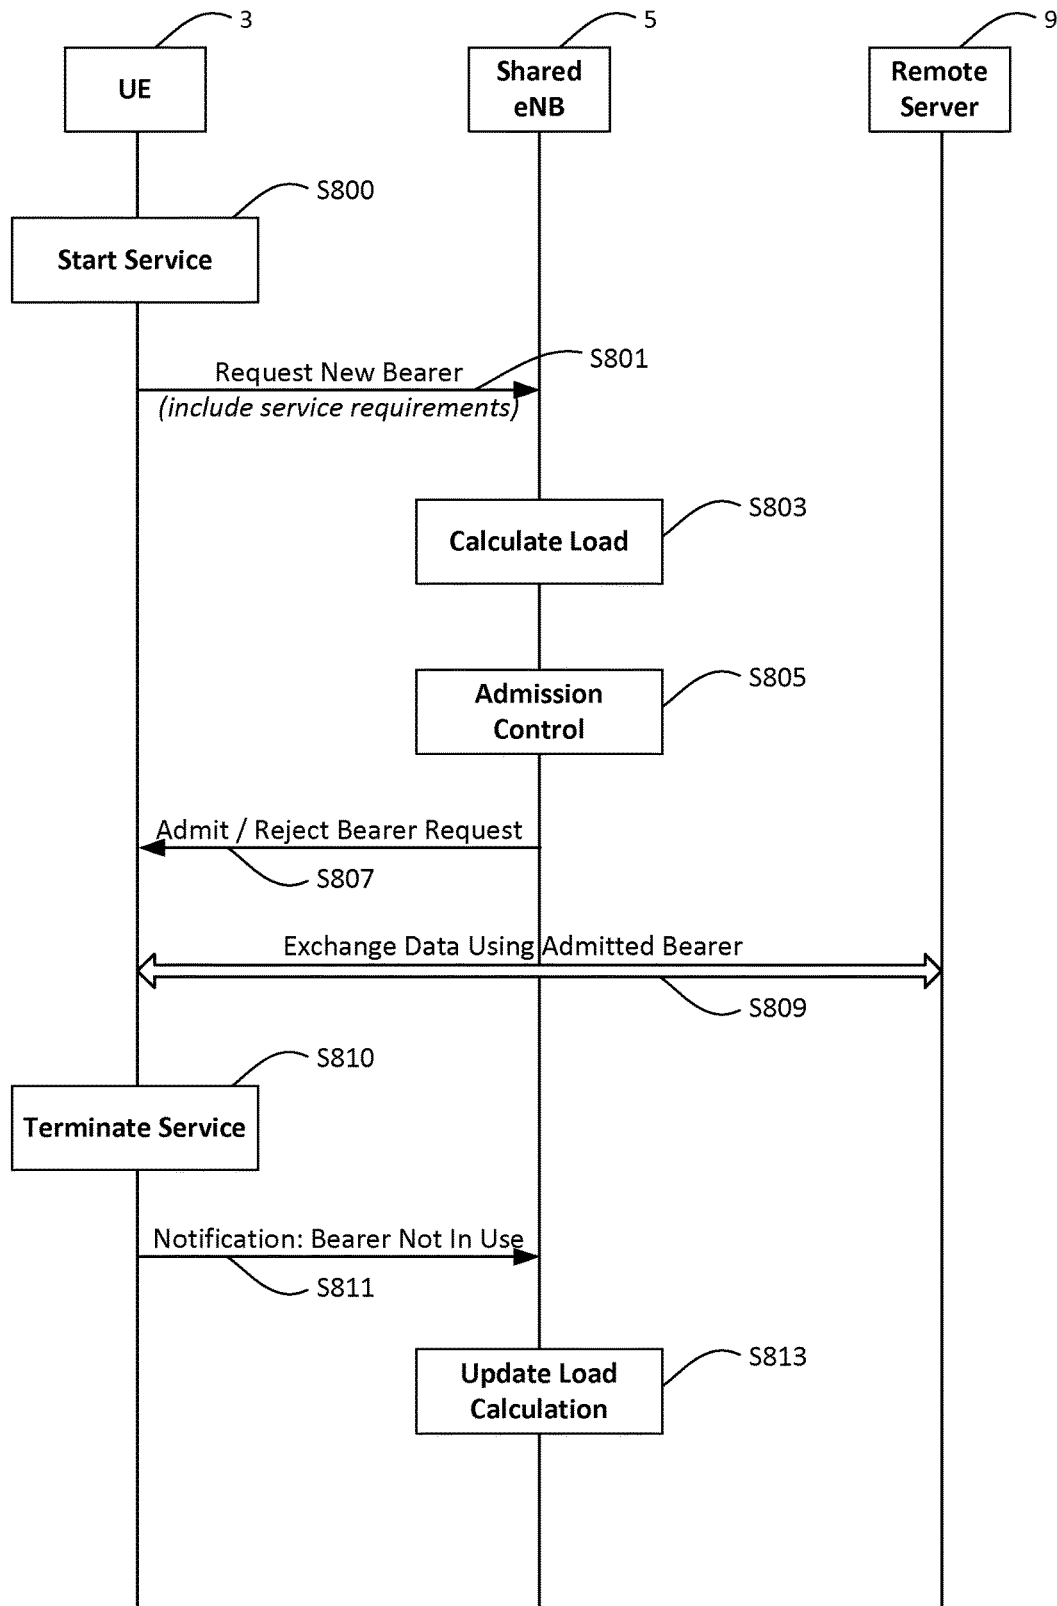 3
5
9
UE
Shared
eNB
Remote
Server
S800
Start Service
S801
Request New Bearer
(include service requirements)
S803
Calculate Load
S805
Admission
Control
Admit / Reject Bearer Request
S807
Exchange Data Using Admitted Bearer
S809
S810
Terminate Service
Notification: Bearer Not In Use
S811
S813
Update Load
Calculation